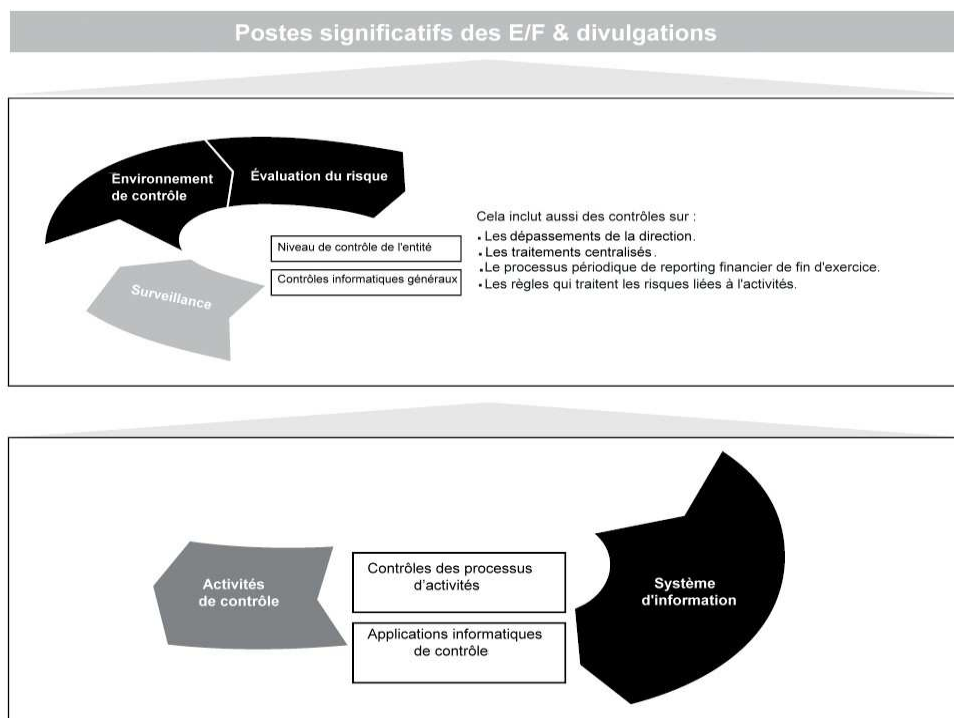 Postes significatifs des E/F & divulgations
Environnement
de contrôle
Évaluation du risque
Surveillance
Niveau de contrôle de l'entité
Contrôles informatiques généraux
Cela inclut aussi des contrôles sur :
▪ Les dépassements de la direction.
▪ Les traitements centralisés.
▪ Le processus périodique de reporting financier de fin d'exercice.
▪ Les règles qui traitent les risques liées à l'activités.
Activités
de contrôle
Contrôles des processus
d'activités
Applications informatiques
de contrôle
Système
d'information